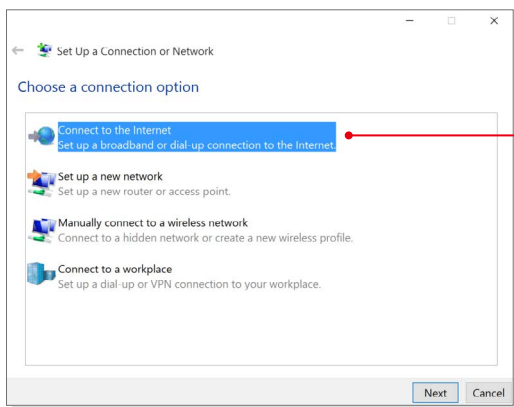 Set Up a Connection or Network
Choose a connection option
Connect to the Internet
Set up a broadband or dial-up connection to the Internet.
Set up a new network
Set up a new router or access point.
Manually connect to a wireless network
Connect to a hidden network or create a new wireless profile.
Connect to a workplace
Set up a dial-up or VPN connection to your workplace.
Next Cancel